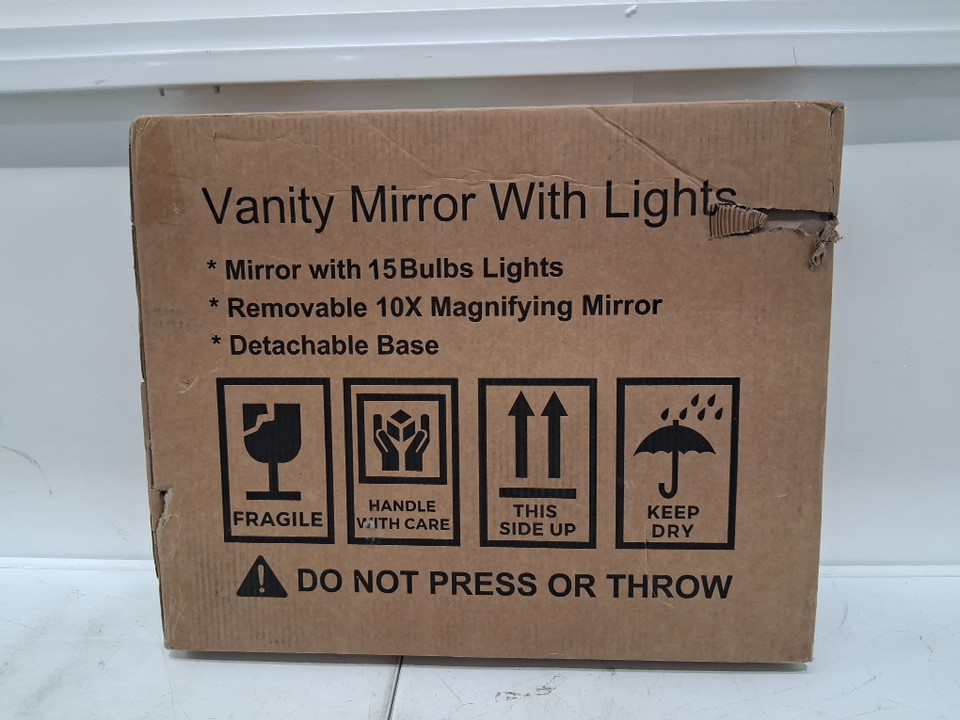 Vanity Mirror With Lights
* Mirror with 15Bulbs Lights
* Removable 10X Magnifying Mirror
* Detachable Base
FRAGILE
HANDLE
WITH CARE
THIS
SIDE UP
KEEP
DRY
DO NOT PRESS OR THROW